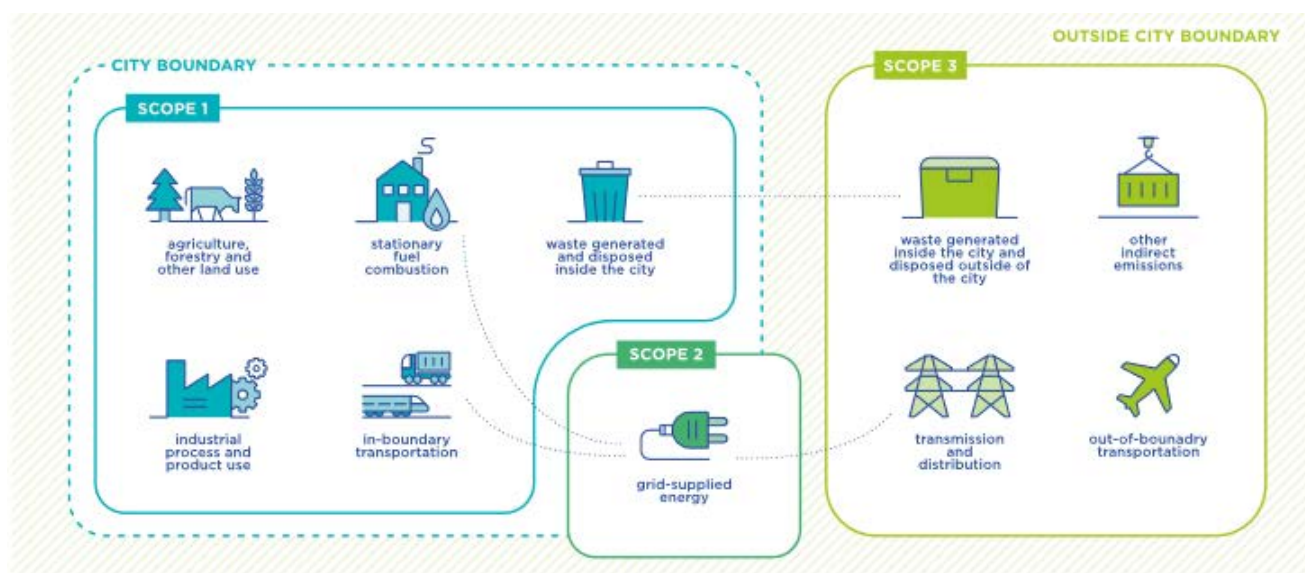 OUTSIDE CITY BOUNDARY
CITY BOUNDARY
SCOPE 3
SCOPE 1
agriculture,
forestry and
other land use
stationary
fuel
combustion
waste generated
and disposed
inside the city
waste generated
inside the city and
disposed outside of
the city
other
indirect
emissions
SCOPE 2
industrial
process and
product use
in-boundary
transportation
grid-supplied
energy
transmission
and
distribution
out-of-bounadry
transportation